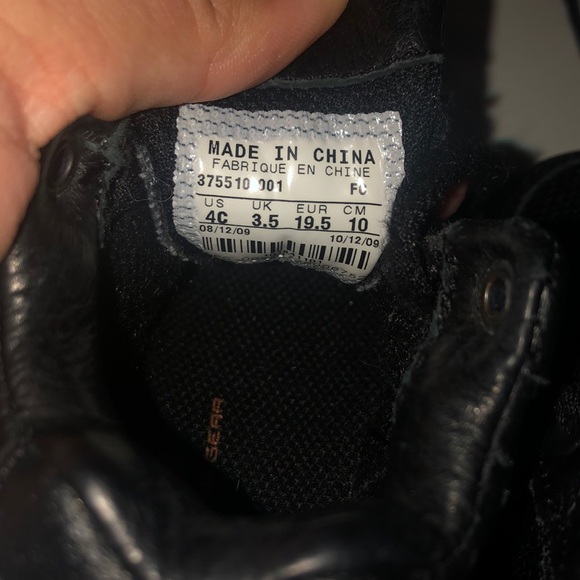 MADE IN CHINA
FABRIQUE EN CHINE
375510 001 FC
US UK EUR CM
4C 3.5 19.5 10
08/12/09 10/12/09
GEAR